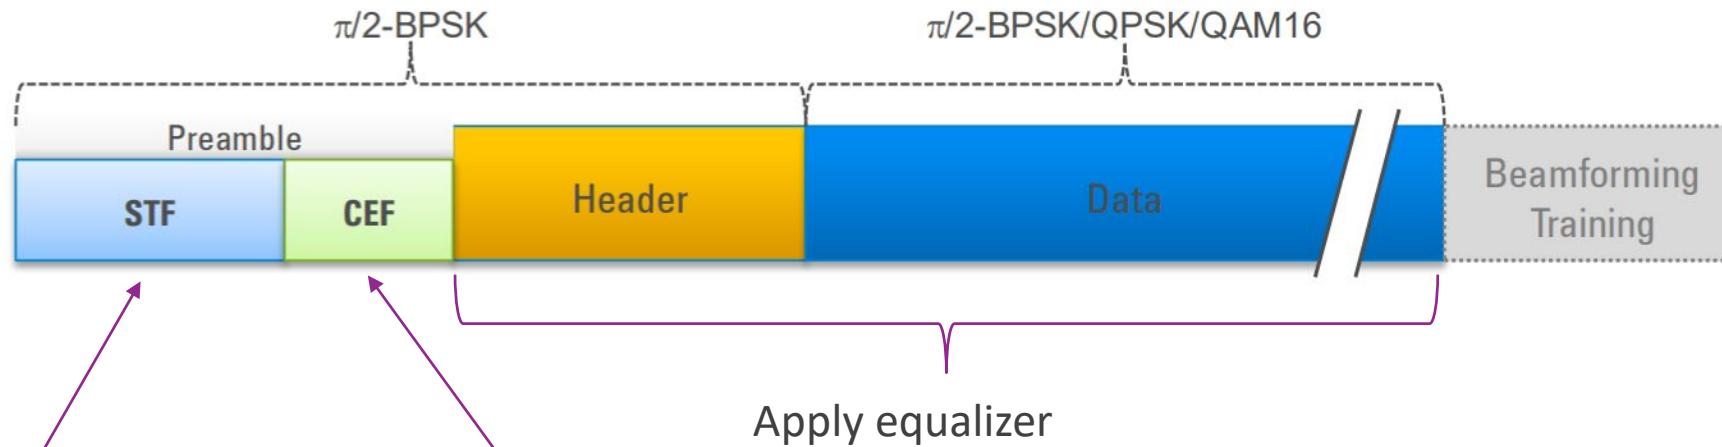 π/2-BPSK
π/2-BPSK/QPSK/QAM16
Preamble
STF
CEF
Header
Data
Beamforming
Training
Apply equalizer